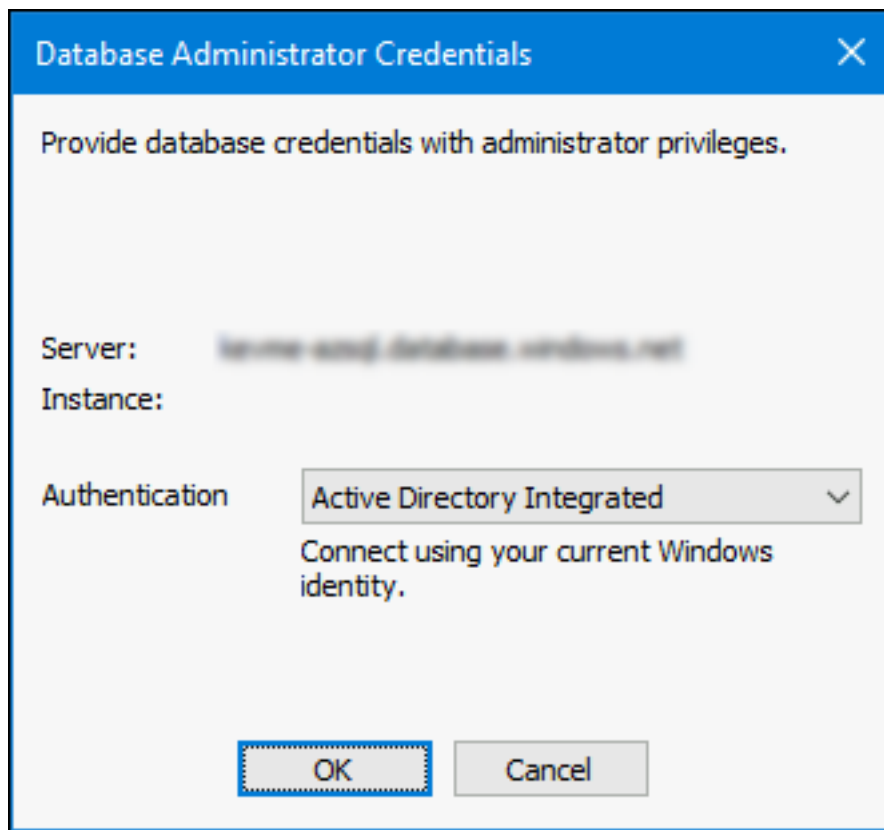 Database Administrator Credentials
Provide database credentials with administrator privileges.
Server:
Instance:
Authentication Active Directory Integrated
Connect using your current Windows
identity.
OK Cancel